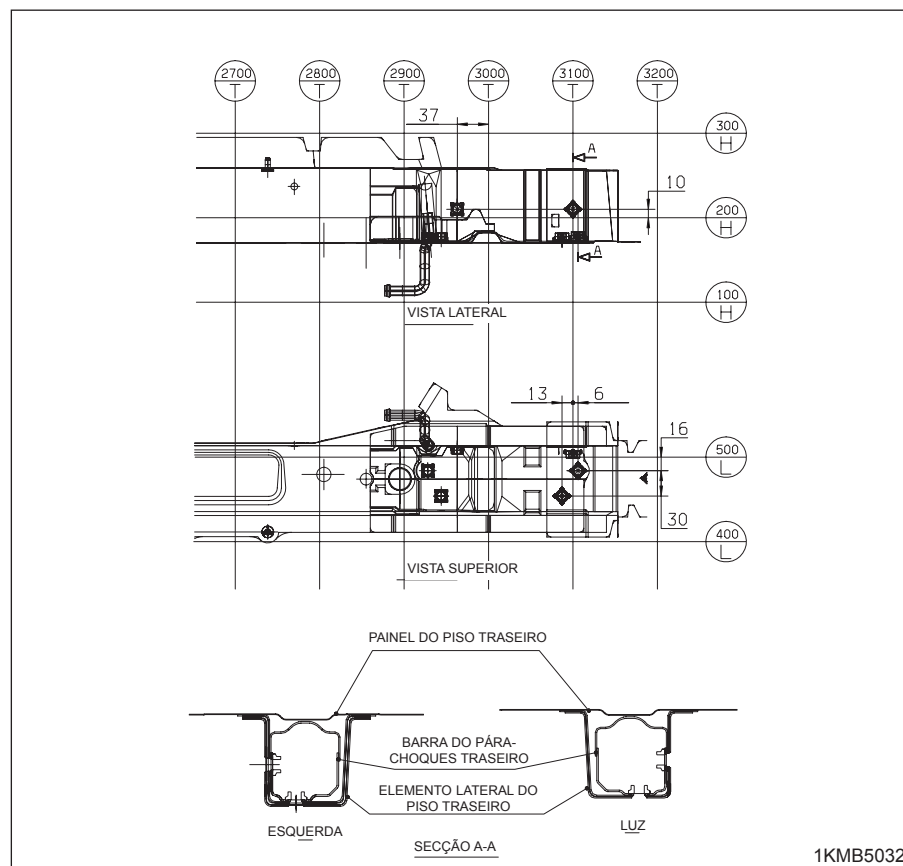 2700 T 2800 T 2900 T 3000 T 3100 T 3200 T
37
300 H
A
10
200 H
A
100 H
VISTA LATERAL
13 6
16
500 L
30
400 L
VISTA SUPERIOR
PAINEL DO PISO TRASEIRO
BARRA DO PÁRA-
CHOQUES TRASEIRO
ELEMENTO LATERAL DO
PISO TRASEIRO
ESQUERDA
LUZ
SECÇÃO A-A
1KMB5032